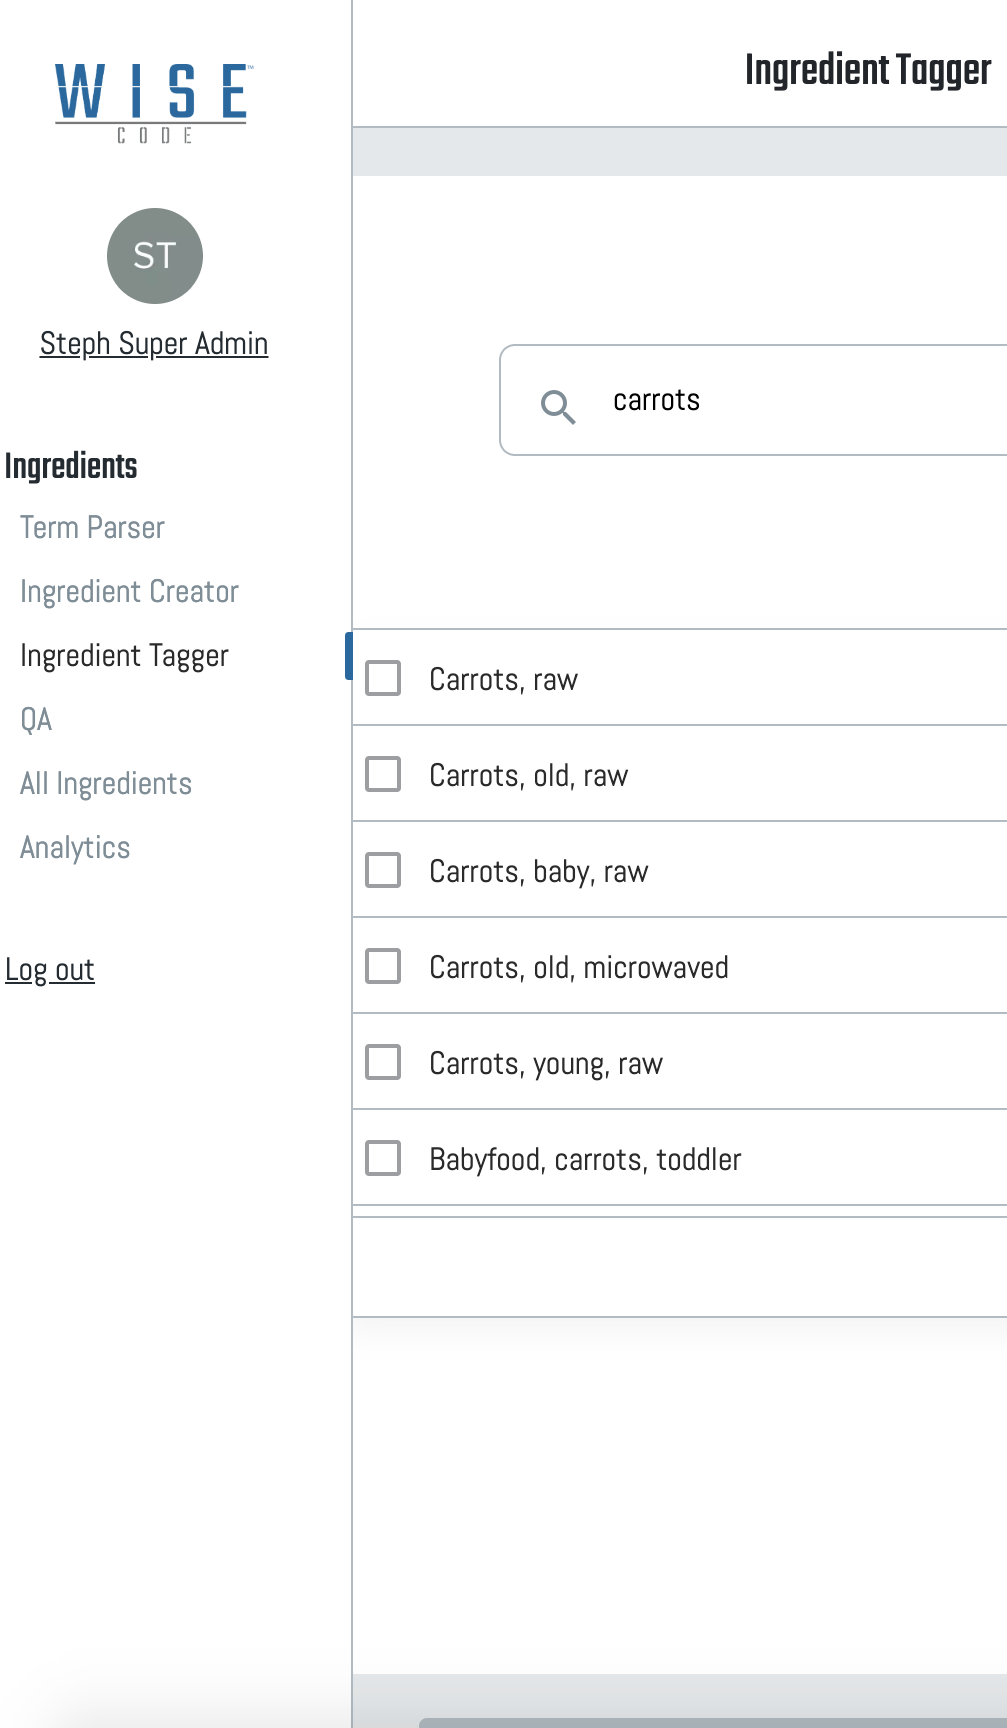 WISE™
CODE
ST
Steph Super Admin
Ingredients
Term Parser
Ingredient Creator
Ingredient Tagger
QA
All Ingredients
Analytics
Log out
Ingredient Tagger
carrots
Carrots, raw
Carrots, old, raw
Carrots, baby, raw
Carrots, old, microwaved
Carrots, young, raw
Babyfood, carrots, toddler